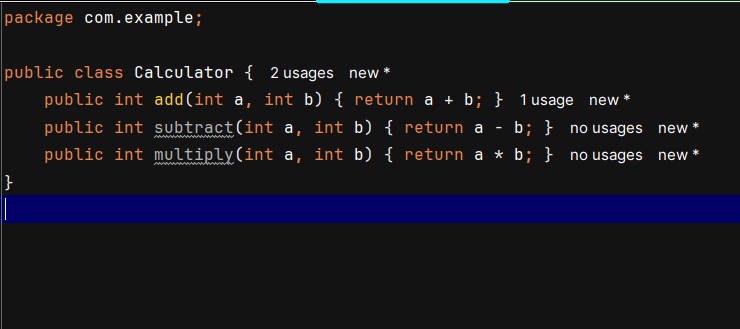 package com.example;
public class Calculator { 2 usages new *
public int add(int a, int b) { return a + b; } 1 usage new *
public int subtract(int a, int b) { return a - b; } no usages new *
public int multiply(int a, int b) { return a * b; } no usages new *
}